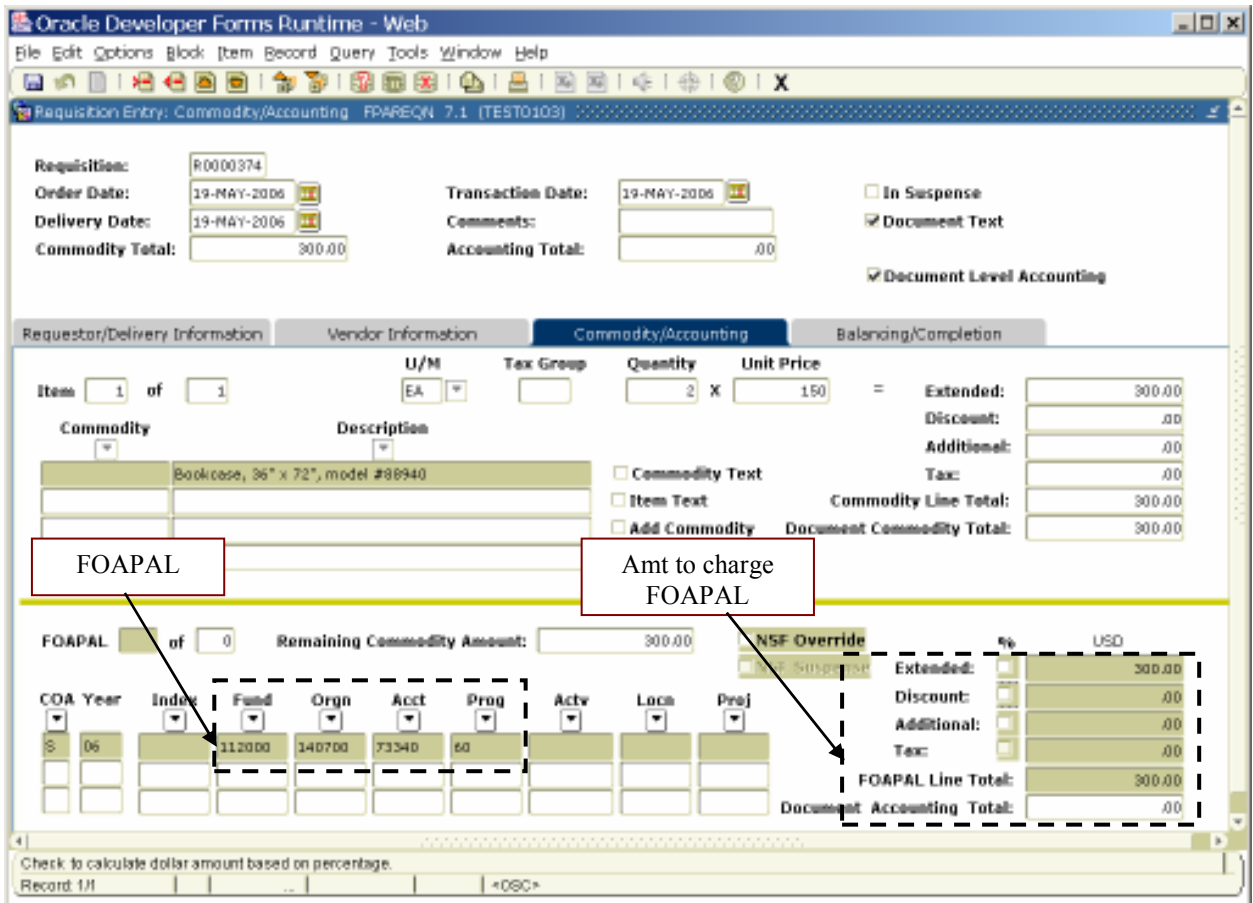 Oracle Developer Forms Runtime - Web
File Edit Options Block Item Record Query Tools Window Help
Requisition Entry: Commodity/Accounting FPAREQN 7.1 (TEST0103)
Requisition: R0000374
Order Date: 19-MAY-2006 Transaction Date: 19-MAY-2006 In Suspense
Delivery Date: 19-MAY-2006 Comments: Document Text
Commodity Total: 300.00 Accounting Total: .00
Document Level Accounting
Requestor/Delivery Information Vendor Information Commodity/Accounting Balancing/Completion
U/M Tax Group Quantity Unit Price
Item 1 of 1 EA 2 X 150 = Extended: 300.00
Discount: .00
Commodity Description
Additional: .00
Bookcase, 36" x 72", model #88940 Commodity Text Tax: .00
Item Text Commodity Line Total: 300.00
Add Commodity Document Commodity Total: 300.00
FOAPAL
Amt to charge
FOAPAL
FOAPAL of 0 Remaining Commodity Amount: 300.00 NSF Override % USD
NSF Suspense Extended: 300.00
Discount: .00
COA Year Index Fund Orgn Acct Prog Actv Locn Proj
Additional: .00
S 06 112000 140700 73340 60 Tax: .00
FOAPAL Line Total: 300.00
Document Accounting Total: .00
Check to calculate dollar amount based on percentage.
Record: 1/1 ... <OSC>